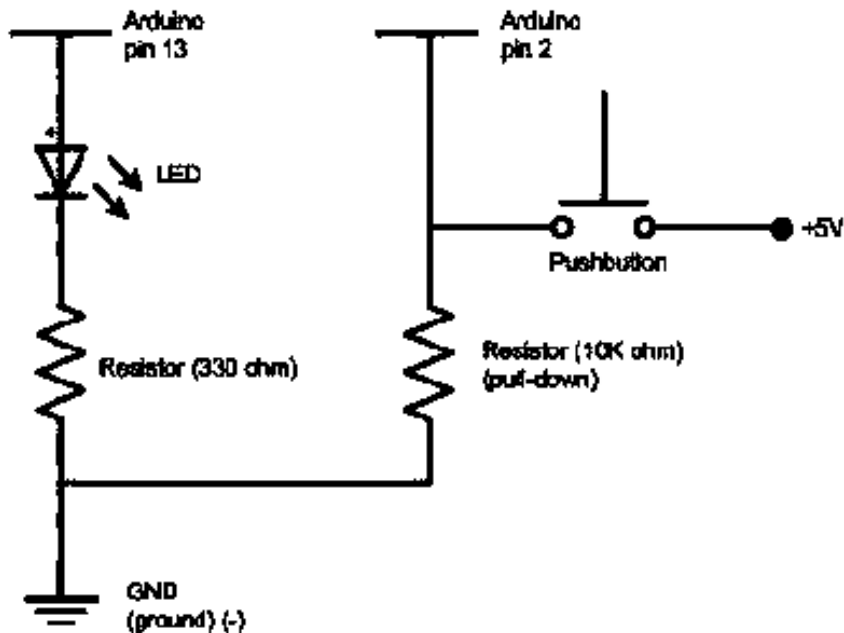 Arduino
pin 13
Arduino
pin 2
+
LED
+5V
Pushbutton
Resistor (330 ohm)
Resistor (10K ohm)
(pull-down)
GND
(ground) (-)